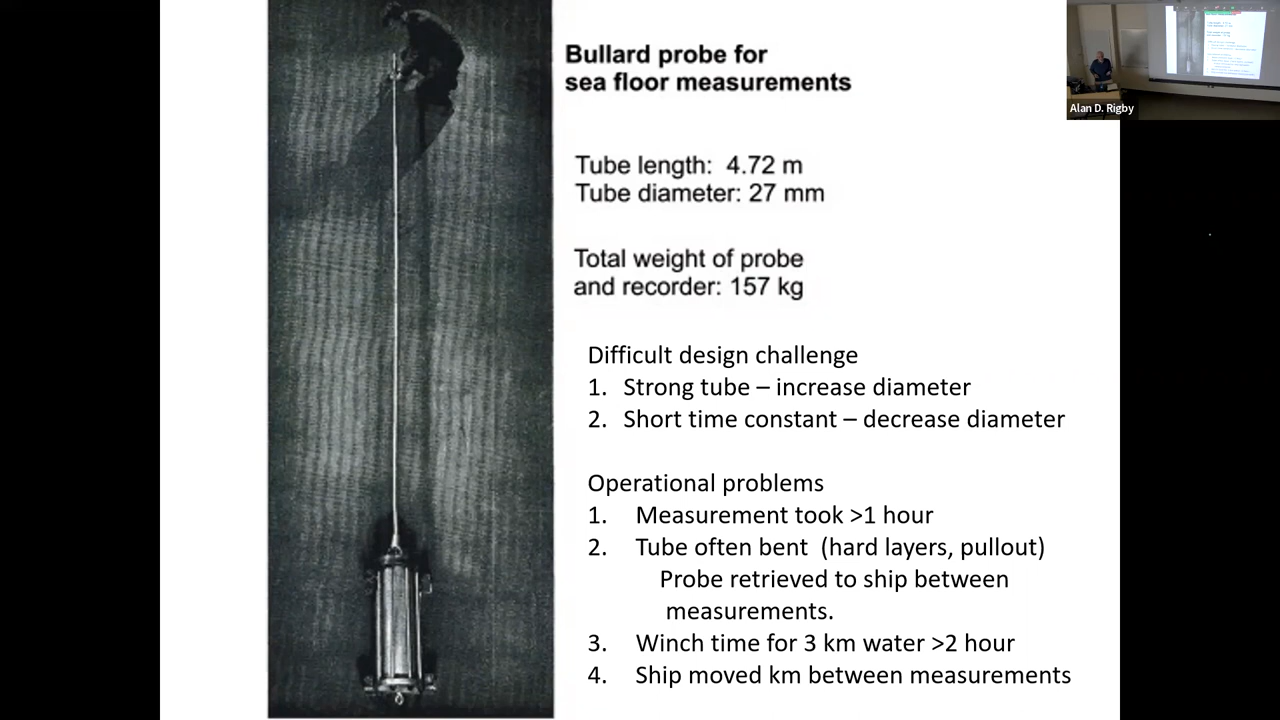 Bullard probe for
sea floor measurements
Tube length: 4.72 m
Tube diameter: 27 mm
Total weight of probe
and recorder: 157 kg
Difficult design challenge
1. Strong tube – increase diameter
2. Short time constant – decrease diameter
Operational problems
1. Measurement took >1 hour
2. Tube often bent (hard layers, pullout)
Probe retrieved to ship between
measurements.
3. Winch time for 3 km water >2 hour
4. Ship moved km between measurements
Alan D. Rigby